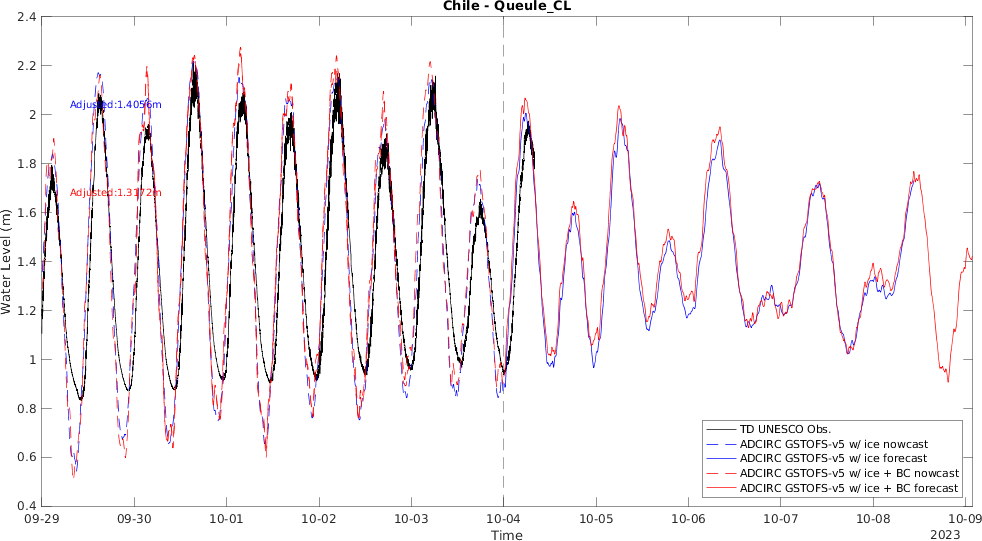 Chile - Queule_CL
2.4
2.2
2
1.8
1.6
1.4
1.2
1
0.8
0.6
0.4
Water Level (m)
Adjusted:1.4056m
Adjusted:1.3172m
TD UNESCO Obs.
ADCIRC GSTOFS-v5 w/ ice nowcast
ADCIRC GSTOFS-v5 w/ ice forecast
ADCIRC GSTOFS-v5 w/ ice + BC nowcast
ADCIRC GSTOFS-v5 w/ ice + BC forecast
09-29 09-30 10-01 10-02 10-03 10-04 10-05 10-06 10-07 10-08 10-09
Time
2023